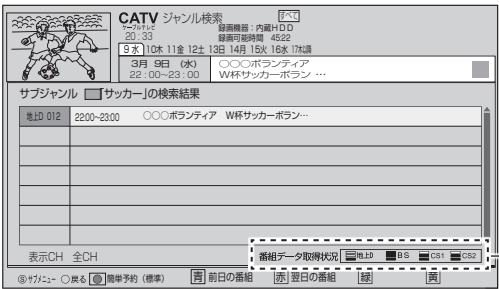 CATV ジャンル検索 すべて
ケーブルテレビ 録画機器：内蔵HDD
20：33 録画可能時間 45:22
9水 10木 11金 12土 13日 14月 15火 16水 17木調
3月 9日 (水) ○○○ボランティア
22：00~23：00 W杯サッカーボラン …
サブジャンル 「サッカー」の検索結果
地上D 012 22:00~23:00 ○○○ボランティア W杯サッカーボラン…
番組データ取得状況 地上D BS CS1 CS2
表示CH 全CH
Ⓢサブメニュー ○戻る 簡単予約（標準） 青 前日の番組 赤 翌日の番組 緑 黄